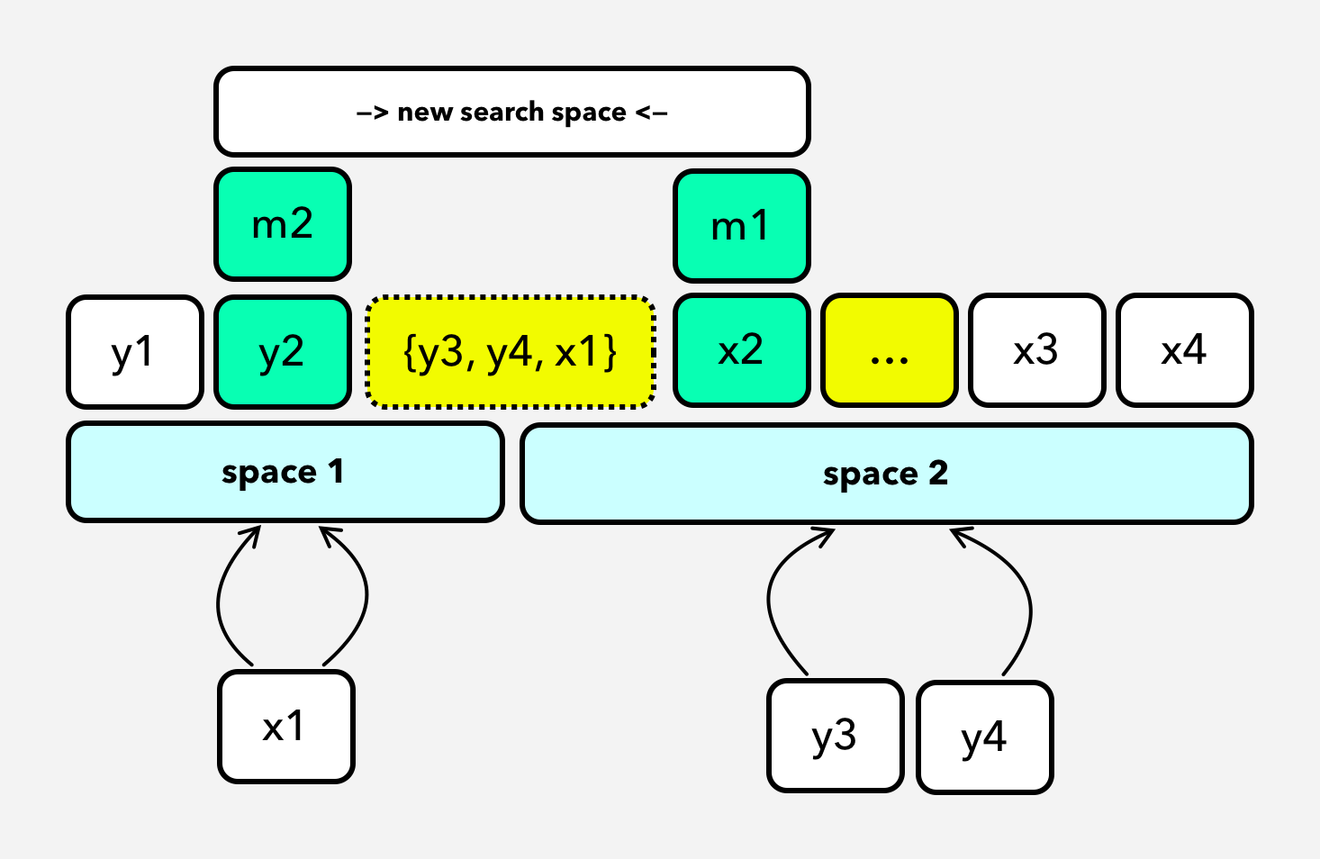 —> new search space <—
m2
m1
y1
y2
{y3, y4, x1}
x2
...
x3
x4
space 1
space 2
x1
y3
y4